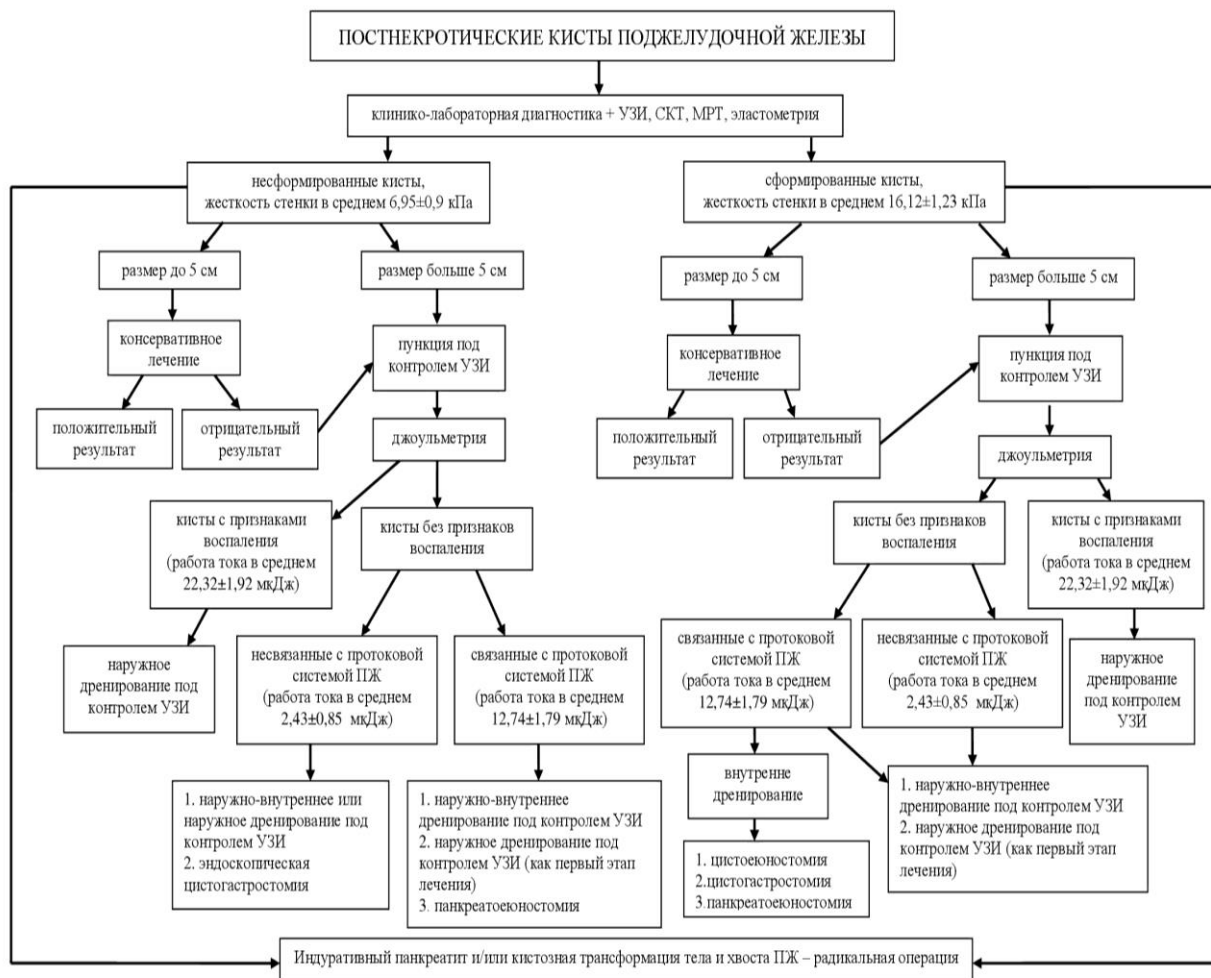 ПОСТНЕКРОТИЧЕСКИЕ КИСТЫ ПОДЖЕЛУДОЧНОЙ ЖЕЛЕЗЫ
клинико-лабораторная диагностика + УЗИ, СКТ, МРТ, эластометрия
несформированные кисты,
жесткость стенки в среднем 6,95±0,9 кПа
сформированные кисты,
жесткость стенки в среднем 16,12±1,23 кПа
размер до 5 см
размер больше 5 см
размер до 5 см
размер больше 5 см
консервативное
лечение
пункция под
контролем УЗИ
консервативное
лечение
пункция под
контролем УЗИ
положительный
результат
отрицательный
результат
джоульметрия
положительный
результат
отрицательный
результат
джоульметрия
кисты с признаками
воспаления
(работа тока в среднем
22,32±1,92 мкДж)
кисты без признаков
воспаления
кисты без признаков
воспаления
кисты с признаками
воспаления
(работа тока в среднем
22,32±1,92 мкДж)
наружное
дренирование под
контролем УЗИ
несвязанные с протоковой
системой ПЖ
(работа тока в среднем
2,43±0,85 мкДж)
связанные с протоковой
системой ПЖ
(работа тока в среднем
12,74±1,79 мкДж)
связанные с протоковой
системой ПЖ
(работа тока в среднем
12,74±1,79 мкДж)
несвязанные с протоковой
системой ПЖ
(работа тока в среднем
2,43±0,85 мкДж)
наружное
дренирование
под контролем
УЗИ
1. наружно-внутреннее или
наружное дренирование под
контролем УЗИ
2. эндоскопическая
цистогастростомия
1. наружно-внутреннее
дренирование под контролем УЗИ
2. наружное дренирование под
контролем УЗИ (как первый этап
лечения)
3. панкреатоеюностомия
внутренне
дренирование
1. цистоеюностомия
2.цистогастростомия
3.панкреатоеюностомия
1. наружно-внутреннее
дренирование под контролем УЗИ
2. наружное дренирование под
контролем УЗИ (как первый этап
лечения)
Индуративный панкреатит и/или кистозная трансформация тела и хвоста ПЖ – радикальная операция